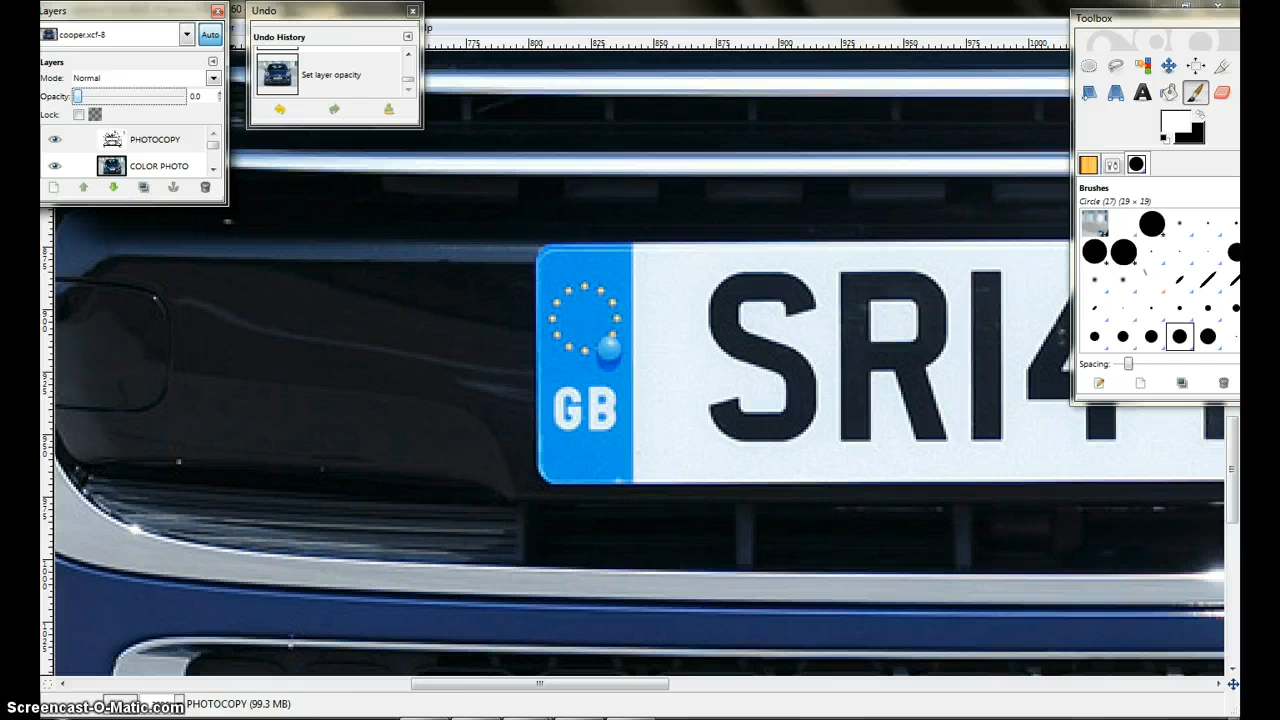 Layers
cooper.xcf-8
Auto
Layers
Mode: Normal
Opacity: 0.0
Lock:
PHOTOCOPY
COLOR PHOTO
Undo
Undo History
Set layer opacity
Toolbox
Brushes
Circle (17) (19 × 19)
Spacing:
775 800 825 850 875 900 925 950 975 1000
GB
SRI4
PHOTOCOPY (99.3 MB)
Screencast-O-Matic.com